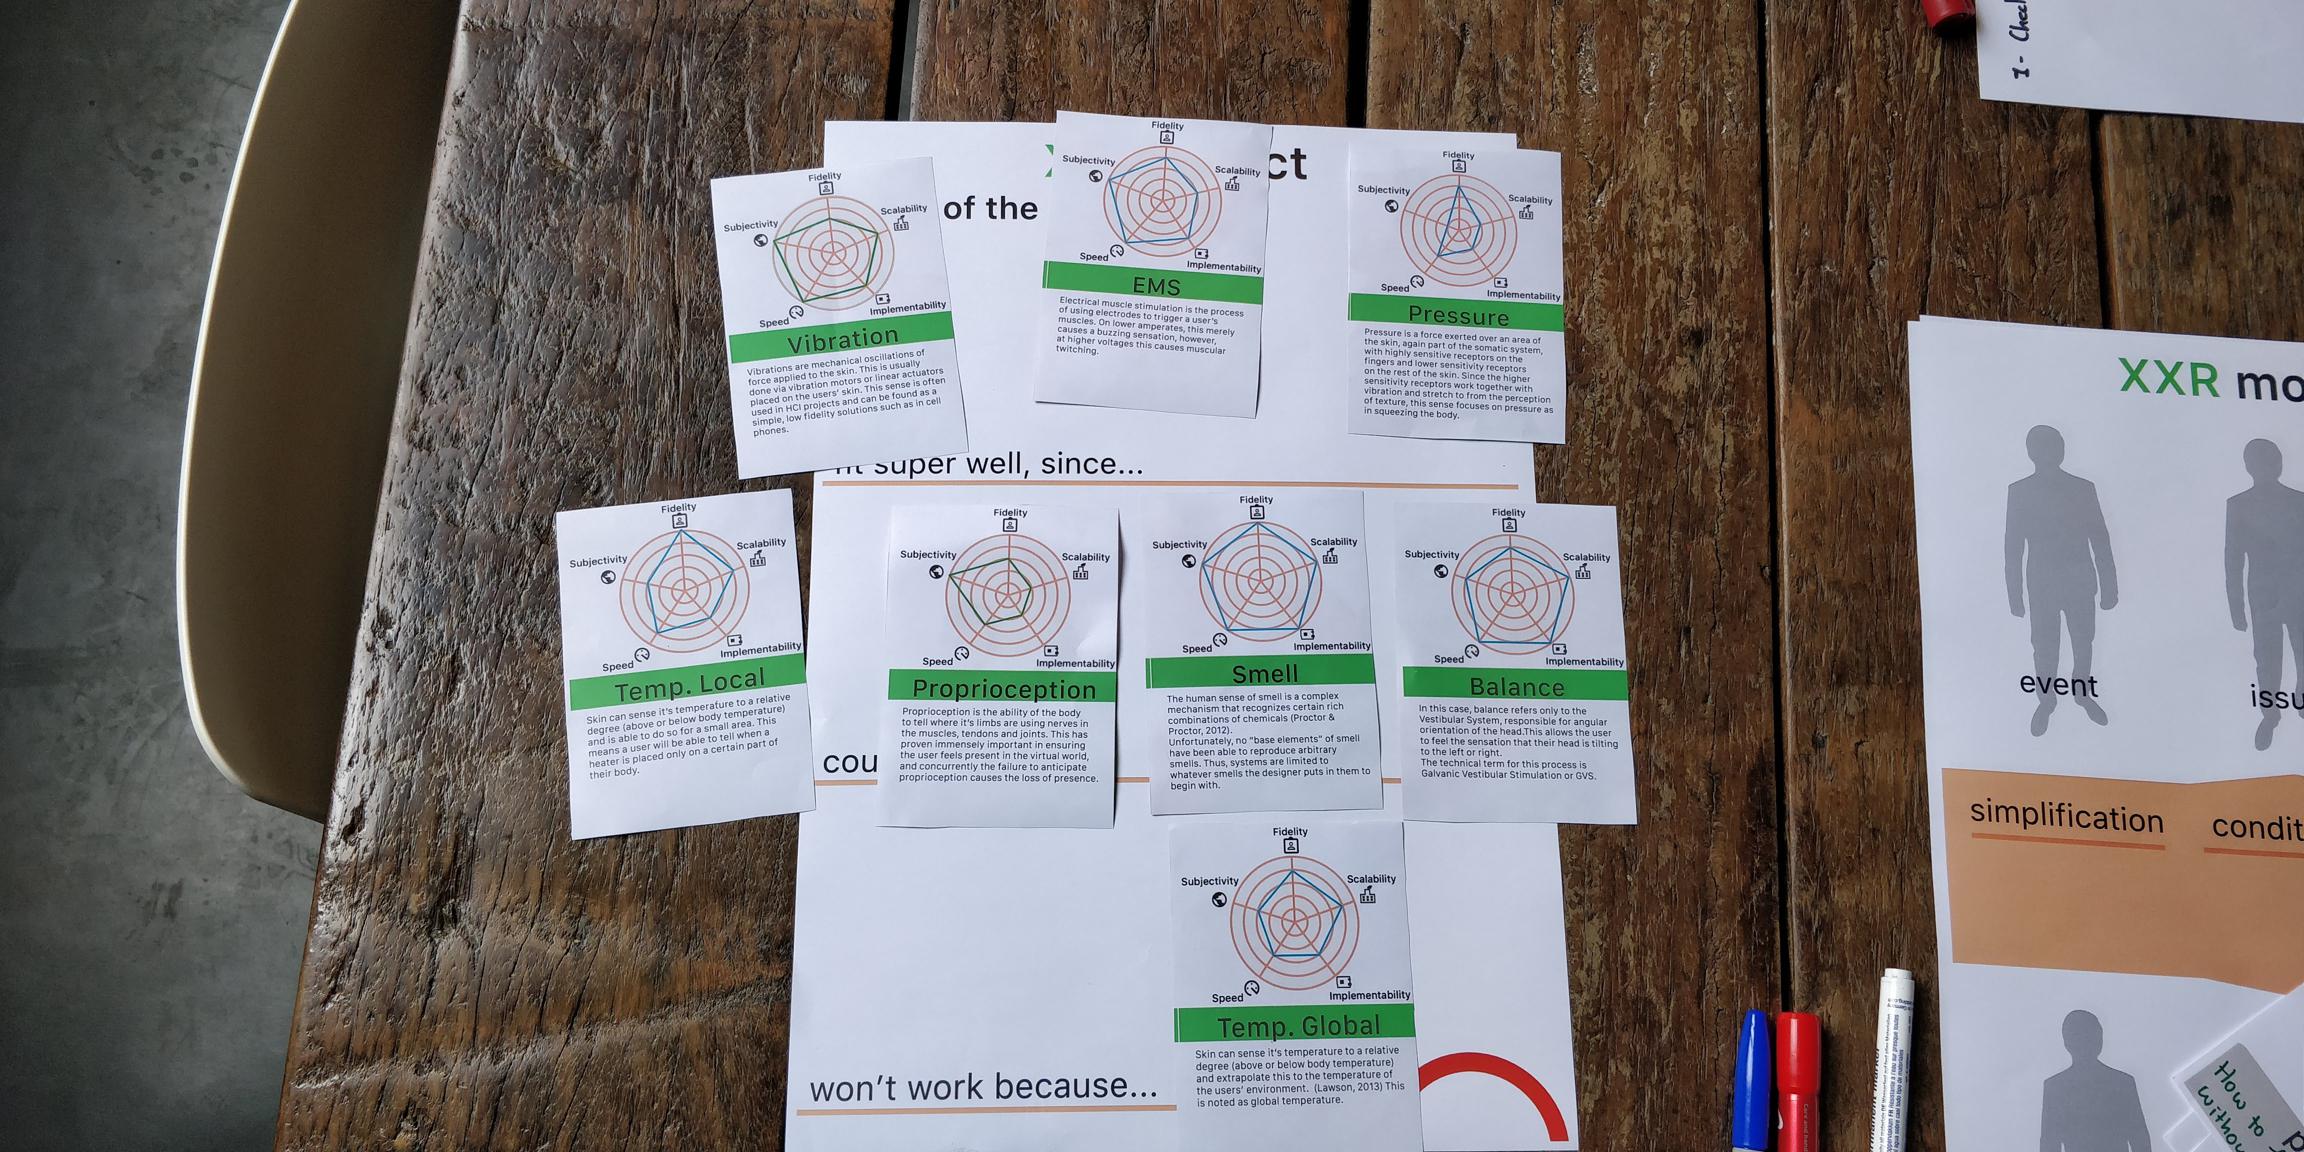 I- Check
ct
of the
Fidelity
Subjectivity
Scalability
Speed
Implementability
Vibration
Vibrations are mechanical oscillations of
force applied to the skin. This is usually
done via vibration motors or linear actuators
placed on the users' skin. This sense is often
used in HCI projects and can be found as a
simple, low fidelity solutions such as in cell
phones.
Fidelity
Subjectivity
Scalability
Speed
Implementability
EMS
Electrical muscle stimulation is the process
of using electrodes to trigger a user's
muscles. On lower amperates, this merely
causes a buzzing sensation, however,
at higher voltages this causes muscular
twitching.
Fidelity
Subjectivity
Scalability
Speed
Implementability
Pressure
Pressure is a force exerted over an area of
the skin, again part of the somatic system,
with highly sensitive receptors on the
fingers and lower sensitivity receptors
on the rest of the skin. Since the higher
sensitivity receptors work together with
vibration and stretch to from the perception
of texture, this sense focuses on pressure as
in squeezing the body.
fit super well, since...
Fidelity
Subjectivity
Scalability
Speed
Implementability
Temp. Local
Skin can sense it's temperature to a relative
degree (above or below body temperature)
and is able to do so for a small area. This
means a user will be able to tell when a
heater is placed only on a certain part of
their body.
Fidelity
Subjectivity
Scalability
Speed
Implementability
Proprioception
Proprioception is the ability of the body
to tell where it's limbs are using nerves in
the muscles, tendons and joints. This has
proven immensely important in ensuring
the user feels present in the virtual world,
and concurrently the failure to anticipate
proprioception causes the loss of presence.
Fidelity
Subjectivity
Scalability
Speed
Implementability
Smell
The human sense of smell is a complex
mechanism that recognizes certain rich
combinations of chemicals (Proctor &
Proctor, 2012).
Unfortunately, no "base elements" of smell
have been able to reproduce arbitrary
smells. Thus, systems are limited to
whatever smells the designer puts in them to
begin with.
Fidelity
Subjectivity
Scalability
Speed
Implementability
Balance
In this case, balance refers only to the
Vestibular System, responsible for angular
orientation of the head.This allows the user
to feel the sensation that their head is tilting
to the left or right.
The technical term for this process is
Galvanic Vestibular Stimulation or GVS.
cou
Fidelity
Subjectivity
Scalability
Speed
Implementability
Temp. Global
Skin can sense it's temperature to a relative
degree (above or below body temperature)
and extrapolate this to the temperature of
the users' environment. (Lawson, 2013) This
is noted as global temperature.
won't work because...
XXR mo
event
issu
simplification
condit
How to
withou